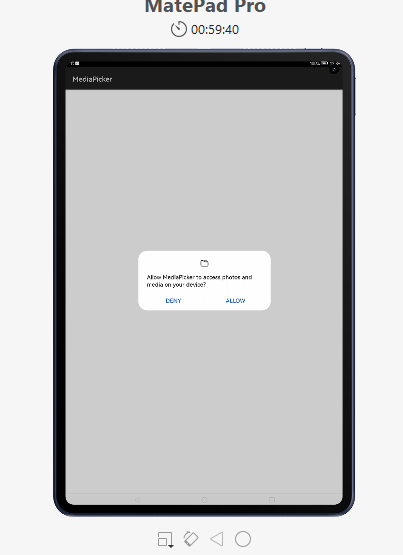 MatePad Pro
00:59:40
MediaPicker
Allow MediaPicker to access photos and
media on your device?
DENY ALLOW